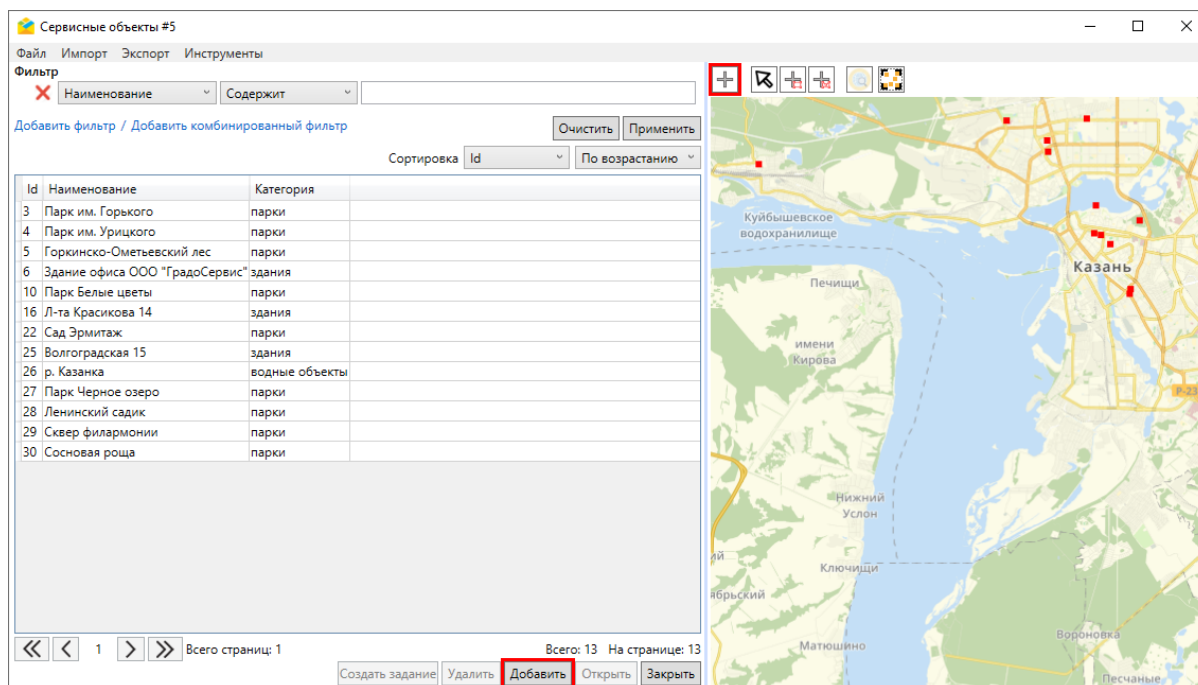 Сервисные объекты #5
Файл Импорт Экспорт Инструменты
Фильтр
Наименование Содержит
Добавить фильтр / Добавить комбинированный фильтр
Очистить Применить
Сортировка Id По возрастанию
Id Наименование Категория
3 Парк им. Горького парки
4 Парк им. Урицкого парки
5 Горкинско-Ометьевский лес парки
6 Здание офиса ООО "ГрадоСервис" здания
10 Парк Белые цветы парки
16 Л-та Красикова 14 здания
22 Сад Эрмитаж парки
25 Волгоградская 15 здания
26 р. Казанка водные объекты
27 Парк Черное озеро парки
28 Ленинский садик парки
29 Сквер филармонии парки
30 Сосновая роща парки
1 Всего страниц: 1 Всего: 13 На странице: 13
Создать задание Удалить Добавить Открыть Закрыть
Куйбышевское
водохранилище
Казань
Печищи
имени
Кирова
Р-23
Нижний
Услон
ий
Ключищи
ябрьский
Вороновка
Матюшино
Песчаные